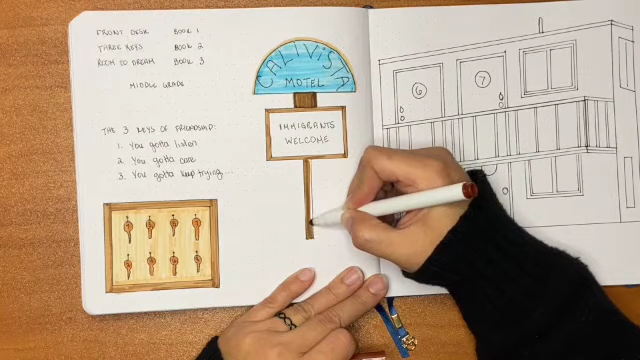 FRONT DESK BOOK 1
THREE KEYS BOOK 2
ROOM TO DREAM BOOK 3
MIDDLE GRADE
THE 3 KEYS OF FRIENDSHIP:
1. You gotta listen
2. You gotta care
3. You gotta keep trying...
CALIVISTA
MOTEL
IMMIGRANTS
WELCOME
6
7